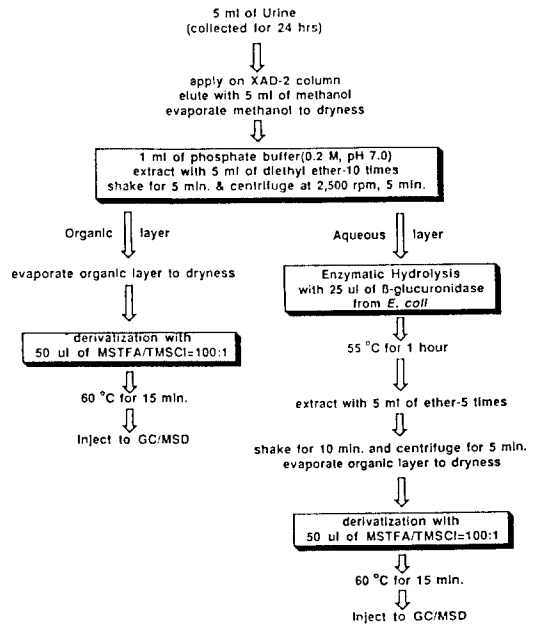 5 ml of Urine
(collected for 24 hrs)
apply on XAD-2 column
elute with 5 ml of methanol
evaporate methanol to dryness
1 ml of phosphate buffer(0.2 M, pH 7.0)
extract with 5 ml of diethyl ether-10 times
shake for 5 min. & centrifuge at 2,500 rpm, 5 min.
Organic layer
evaporate organic layer to dryness
derivatization with
50 ul of MSTFA/TMSCI=100:1
60 °C for 15 min.
Inject to GC/MSD
Aqueous layer
Enzymatic Hydrolysis
with 25 ul of ß-glucuronidase
from E. coli
55 °C for 1 hour
extract with 5 ml of ether-5 times
shake for 10 min. and centrifuge for 5 min.
evaporate organic layer to dryness
derivatization with
50 ul of MSTFA/TMSCI=100:1
60 °C for 15 min.
Inject to GC/MSD